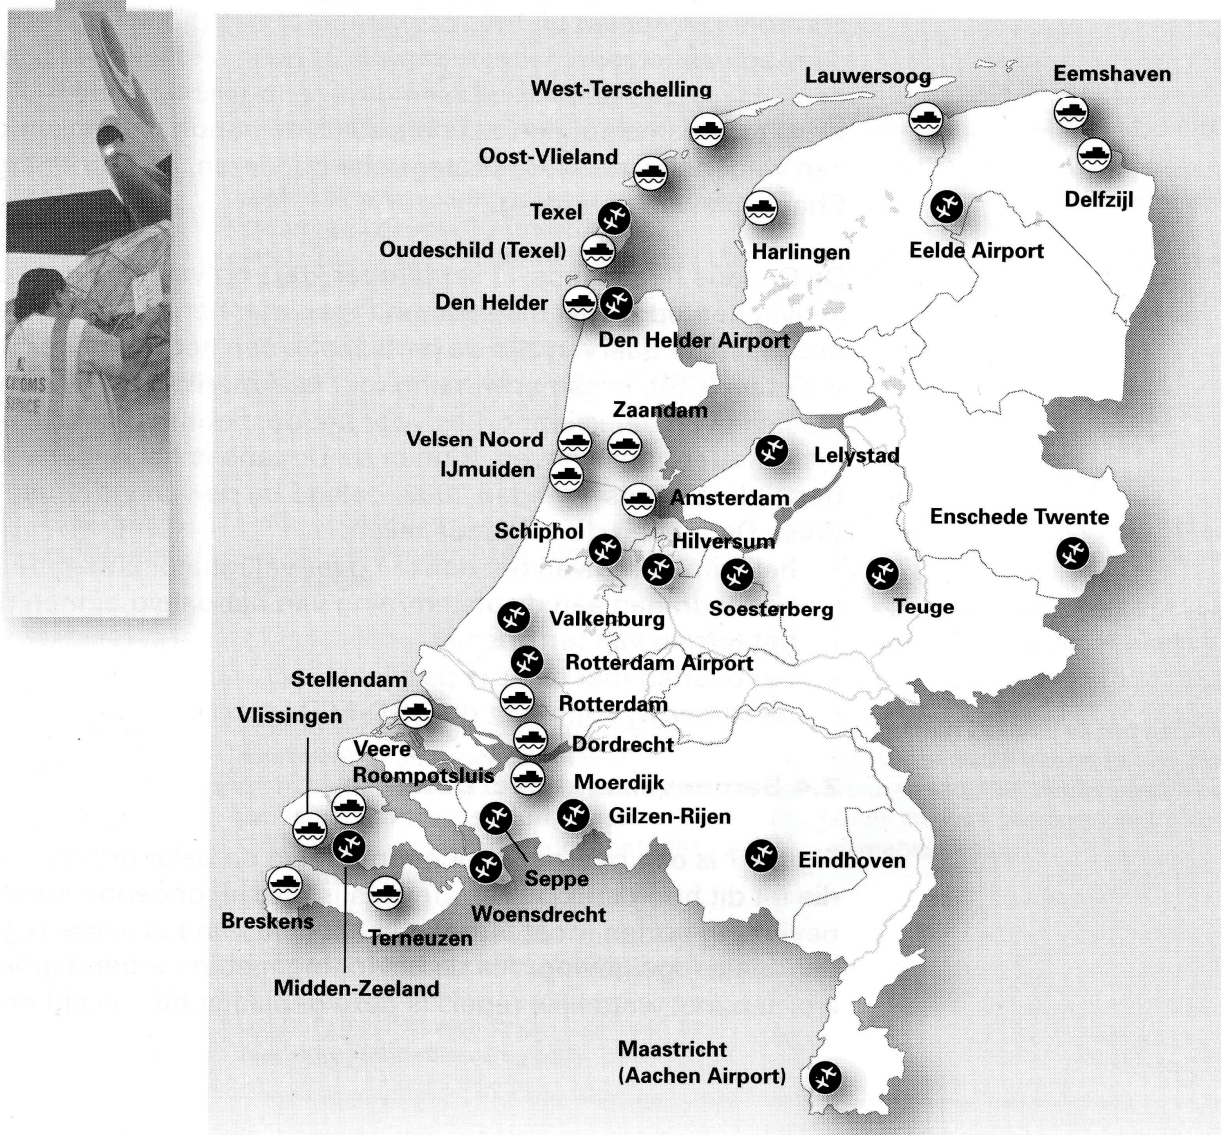 West-Terschelling
Lauwersoog
Eemshaven
Oost-Vlieland
Texel
Delfzijl
Oudeschild (Texel)
Harlingen
Eelde Airport
Den Helder
Den Helder Airport
Zaandam
Velsen Noord
IJmuiden
Lelystad
Amsterdam
Schiphol
Hilversum
Enschede Twente
Soesterberg
Teuge
Valkenburg
Rotterdam Airport
Stellendam
Rotterdam
Vlissingen
Dordrecht
Veere
Roompotsluis
Moerdijk
Gilzen-Rijen
Eindhoven
Seppe
Woensdrecht
Breskens
Terneuzen
Midden-Zeeland
Maastricht
(Aachen Airport)